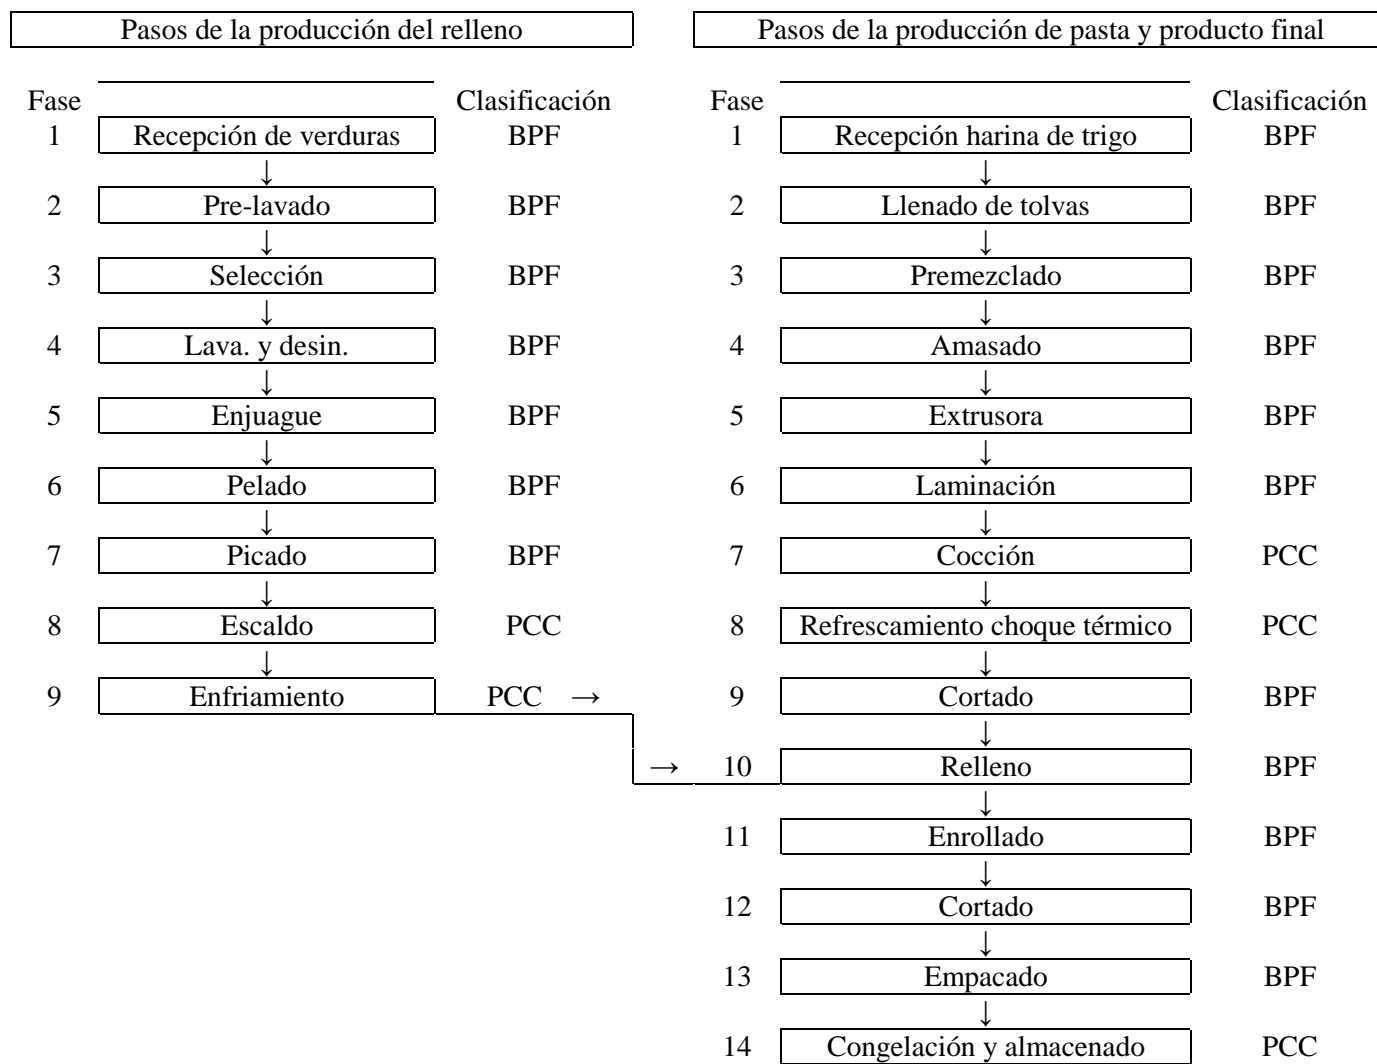 Pasos de la producción del relleno
Pasos de la producción de pasta y producto final
Fase Clasificación
1 Recepción de verduras BPF
↓
2 Pre-lavado BPF
↓
3 Selección BPF
↓
4 Lava. y desin. BPF
↓
5 Enjuague BPF
↓
6 Pelado BPF
↓
7 Picado BPF
↓
8 Escaldo PCC
↓
9 Enfriamiento PCC →
Fase Clasificación
1 Recepción harina de trigo BPF
↓
2 Llenado de tolvas BPF
↓
3 Premezclado BPF
↓
4 Amasado BPF
↓
5 Extrusora BPF
↓
6 Laminación BPF
↓
7 Cocción PCC
↓
8 Refrescamiento choque térmico PCC
↓
9 Cortado BPF
↓
→ 10 Relleno BPF
↓
11 Enrollado BPF
↓
12 Cortado BPF
↓
13 Empacado BPF
↓
14 Congelación y almacenado PCC